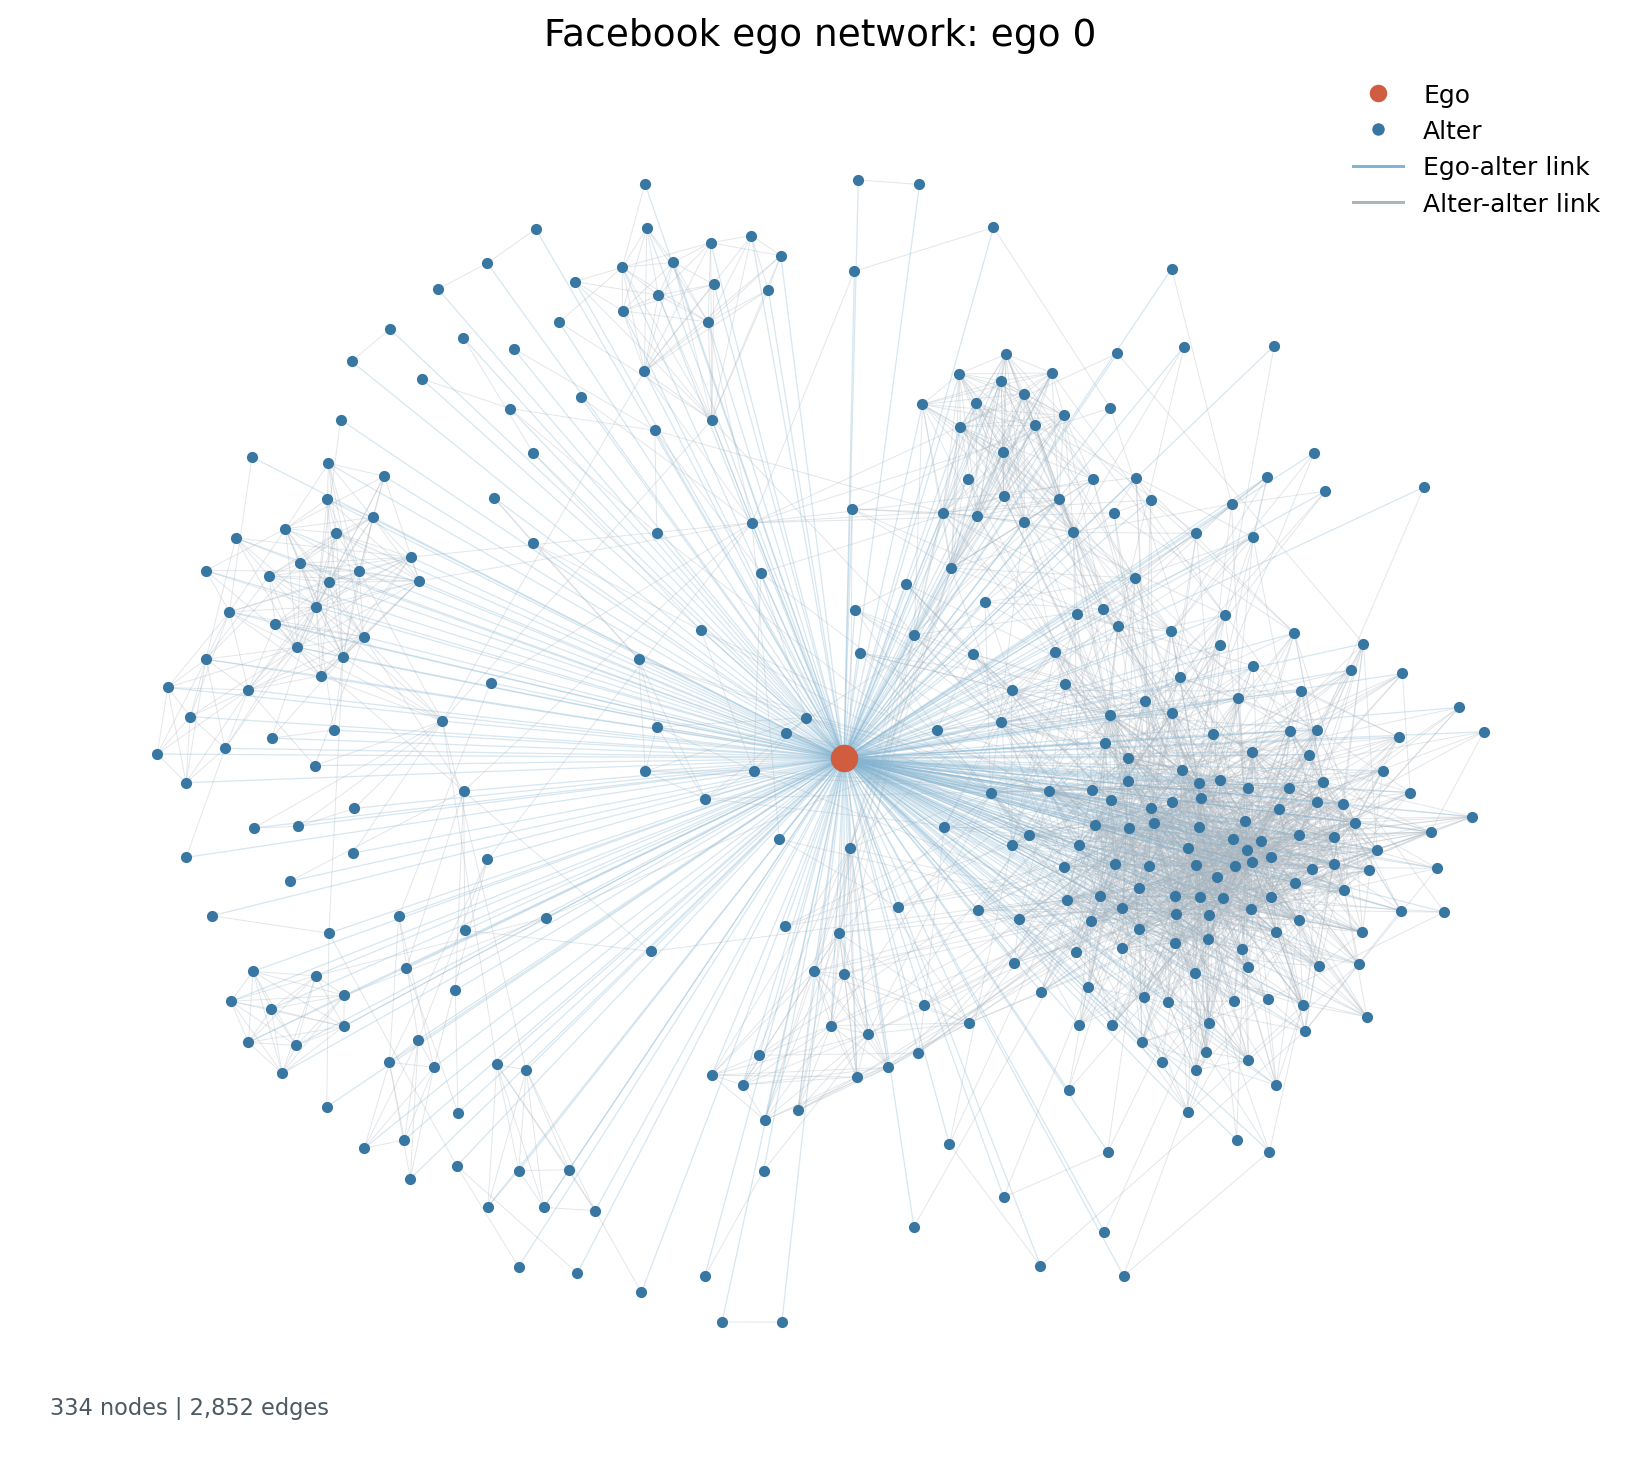 Facebook ego network: ego 0
Ego
Alter
Ego-alter link
Alter-alter link
334 nodes | 2,852 edges